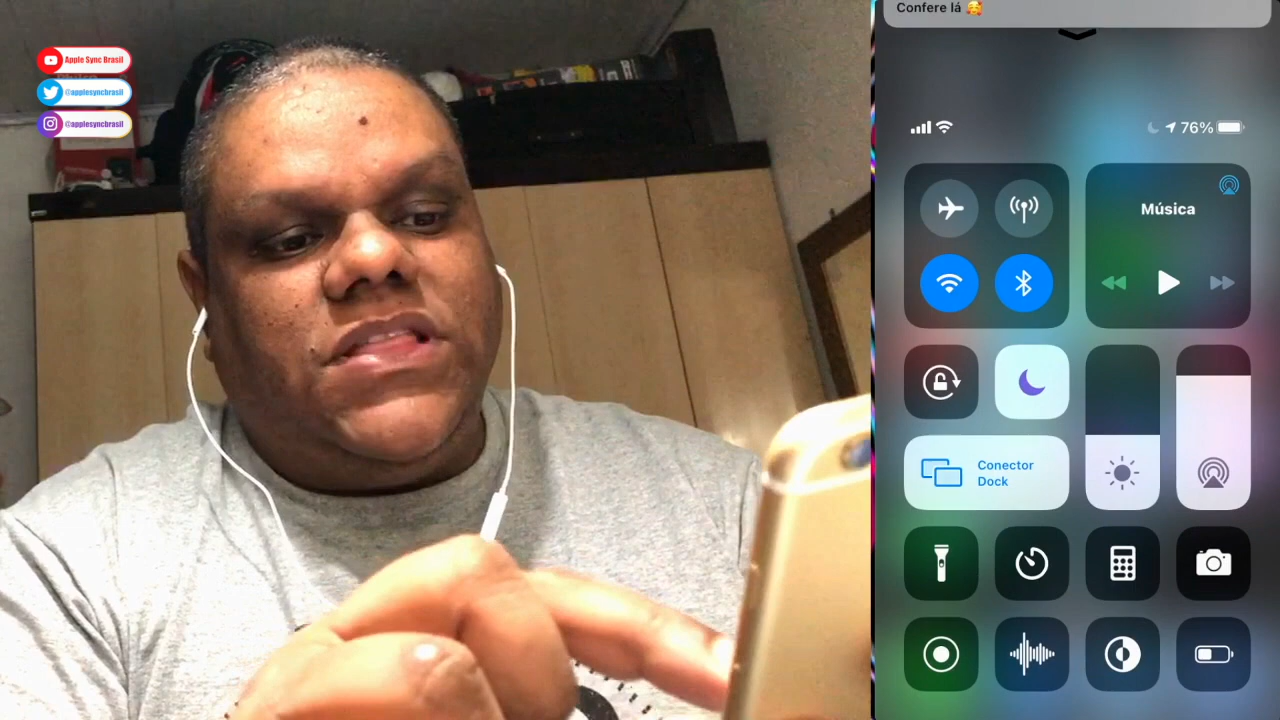 Apple Sync Brasil
@applesyncbrasil
@applesyncbrasil
Confere lá 🥰
76%
Música
Conector
Dock